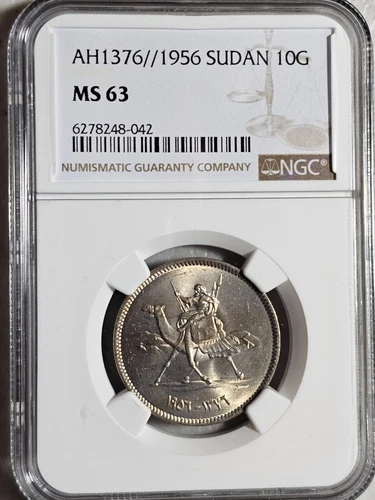 AH1376//1956 SUDAN 10G
MS 63
6278248-042
NUMISMATIC GUARANTY COMPANY NGC®
١٩٥٦-١٣٧٦